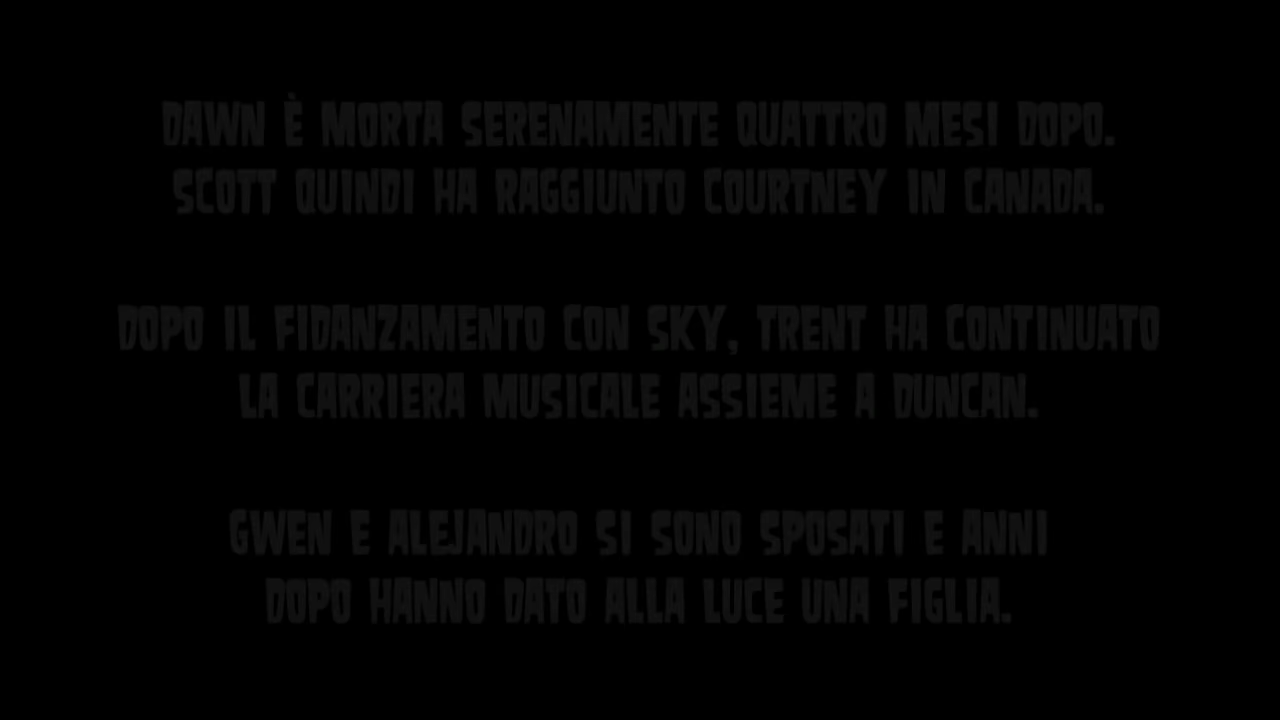 DAWN È MORTA SERENAMENTE QUATTRO MESI DOPO.
SCOTT QUINDI HA RAGGIUNTO COURTNEY IN CANADA.
DOPO IL FIDANZAMENTO CON SKY, TRENT HA CONTINUATO
LA CARRIERA MUSICALE ASSIEME A DUNCAN.
GWEN E ALEJANDRO SI SONO SPOSATI E ANNI
DOPO HANNO DATO ALLA LUCE UNA FIGLIA.